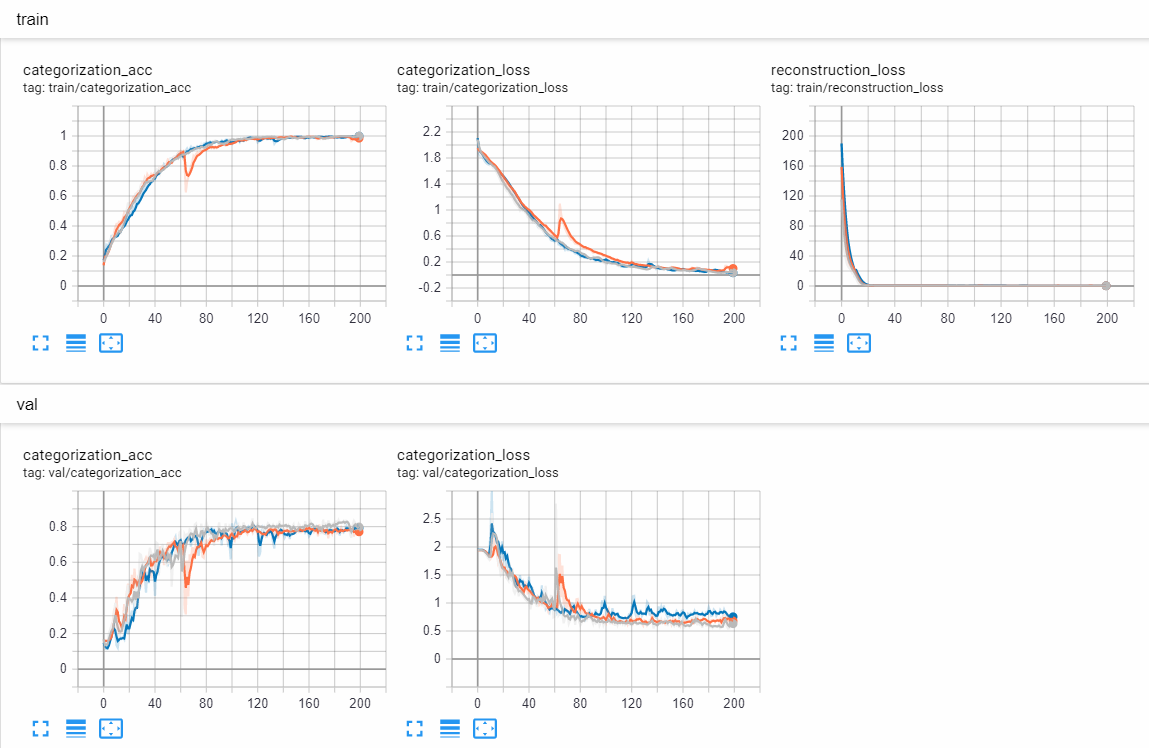 train
categorization_acc
tag: train/categorization_acc
1
0.8
0.6
0.4
0.2
0
0 40 80 120 160 200
categorization_loss
tag: train/categorization_loss
2.2
1.8
1.4
1
0.6
0.2
-0.2
0 40 80 120 160 200
reconstruction_loss
tag: train/reconstruction_loss
200
160
120
80
40
0
0 40 80 120 160 200
val
categorization_acc
tag: val/categorization_acc
0.8
0.6
0.4
0.2
0
0 40 80 120 160 200
categorization_loss
tag: val/categorization_loss
2.5
2
1.5
1
0.5
0
0 40 80 120 160 200